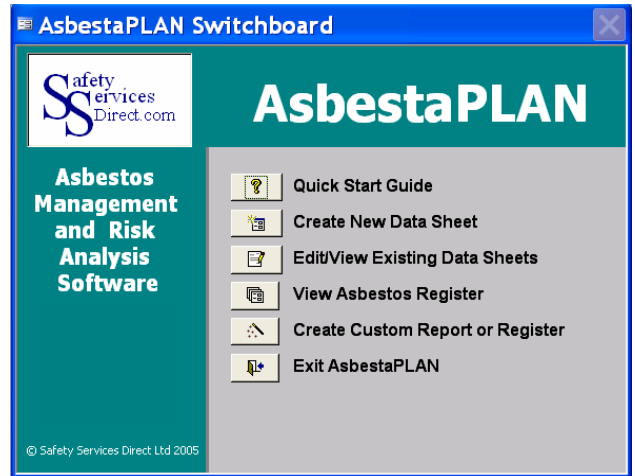 AsbestaPLAN Switchboard
Safety
Services
Direct.com
AsbestaPLAN
Asbestos
Management
and Risk
Analysis
Software
Quick Start Guide
Create New Data Sheet
Edit/View Existing Data Sheets
View Asbestos Register
Create Custom Report or Register
Exit AsbestaPLAN
© Safety Services Direct Ltd 2005